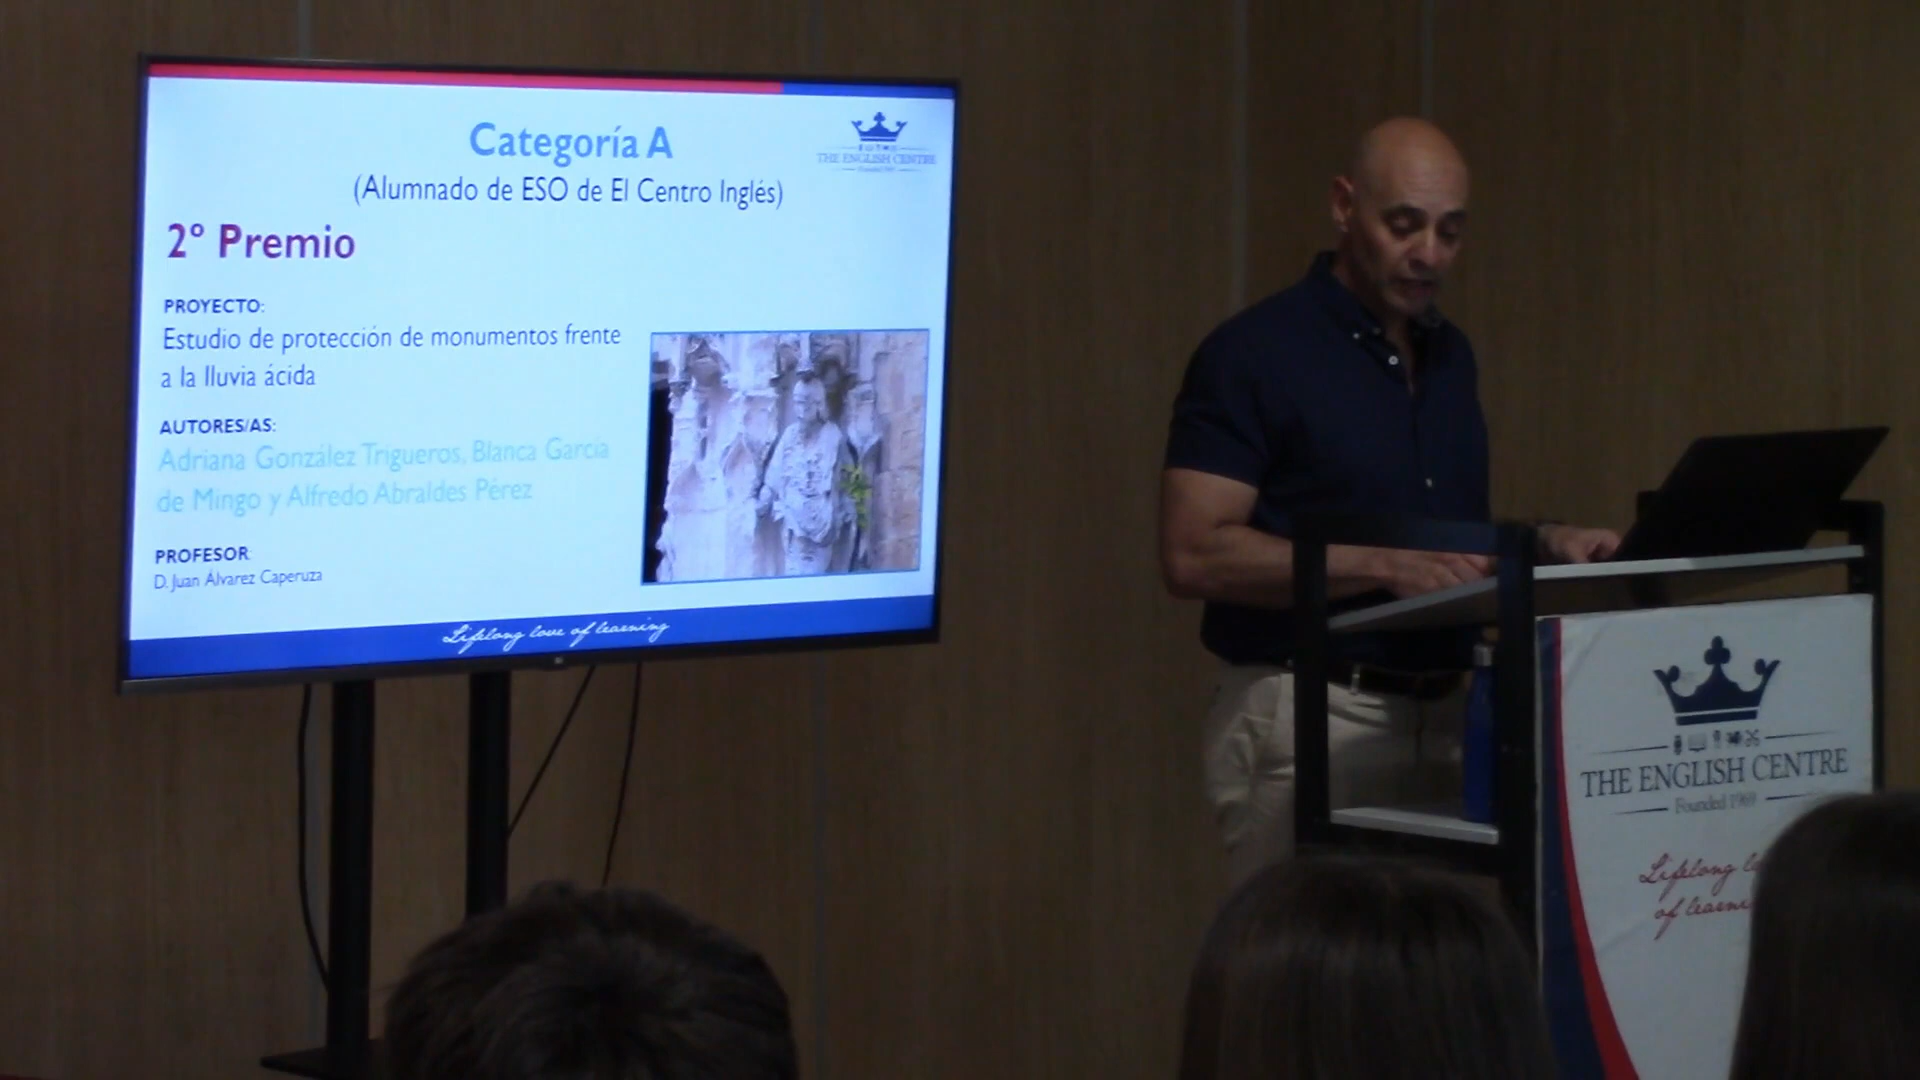 Categoría A
THE ENGLISH CENTRE
(Alumnado de ESO de El Centro Inglés)
2º Premio
PROYECTO:
Estudio de protección de monumentos frente
a la lluvia ácida
AUTORES/AS:
Adriana González Trigueros, Blanca García
de Mingo y Alfredo Abraldes Pérez
PROFESOR
D. Juan Álvarez Caperuza
Lifelong love of learning
THE ENGLISH CENTRE
Founded 1969
Lifelong
of